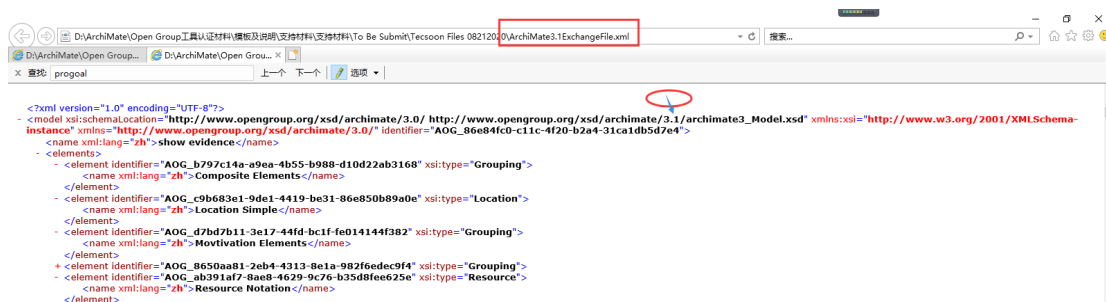 D:\ArchiMate\Open Group工具认证材料\模板及说明\支持材料\支持材料\To Be Submit\Tecsoon Files 08212020\ArchiMate3.1ExchangeFile.xml
搜索...
D:\ArchiMate\Open Group...
D:\ArchiMate\Open Grou... ×
× 查找: progoal 上一个 下一个 选项
<?xml version="1.0" encoding="UTF-8"?>
- <model xsi:schemaLocation="http://www.opengroup.org/xsd/archimate/3.0/ http://www.opengroup.org/xsd/archimate/3.1/archimate3_Model.xsd" xmlns:xsi="http://www.w3.org/2001/XMLSchema-
instance" xmlns="http://www.opengroup.org/xsd/archimate/3.0/" identifier="AOG_86e84fc0-c11c-4f20-b2a4-31ca1db5d7e4">
<name xml:lang="zh">show evidence</name>
- <elements>
- <element identifier="AOG_b797c14a-a9ea-4b55-b988-d10d22ab3168" xsi:type="Grouping">
<name xml:lang="zh">Composite Elements</name>
</element>
- <element identifier="AOG_c9b683e1-9de1-4419-be31-86e850b89a0e" xsi:type="Location">
<name xml:lang="zh">Location Simple</name>
</element>
- <element identifier="AOG_d7bd7b11-3e17-44fd-bc1f-fe014144f382" xsi:type="Grouping">
<name xml:lang="zh">Movtivation Elements</name>
</element>
+ <element identifier="AOG_8650aa81-2eb4-4313-8e1a-982f6edec9f4" xsi:type="Grouping">
- <element identifier="AOG_ab391af7-8ae8-4629-9c76-b35d8fee625e" xsi:type="Resource">
<name xml:lang="zh">Resource Notation</name>
</element>